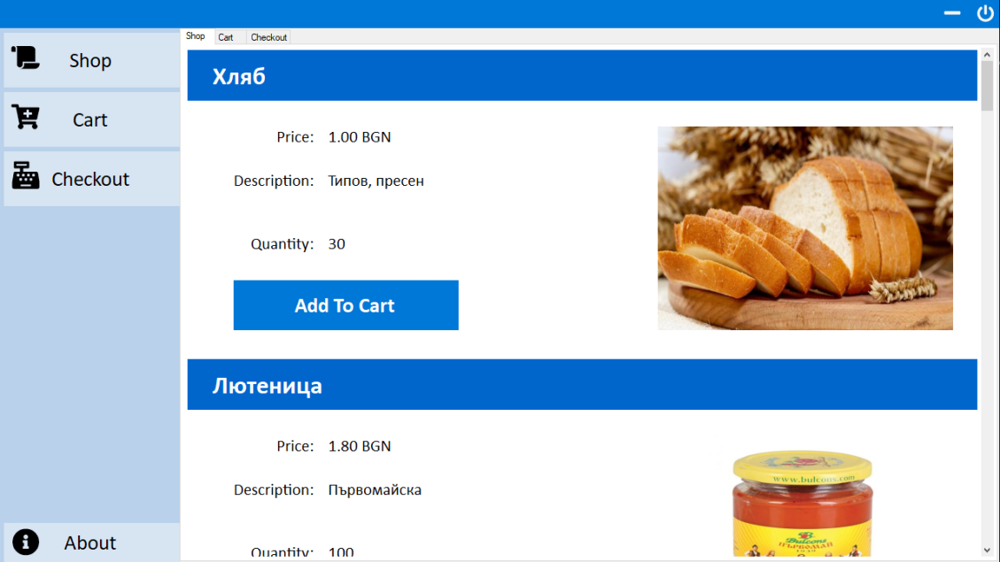 Shop
Cart
Checkout
Shop
Cart
Checkout
Хляб
Price: 1.00 BGN
Description: Типов, пресен
Quantity: 30
Add To Cart
Лютеница
Price: 1.80 BGN
Description: Първомайска
www.bulcons.com
Bulcons
ПЪРВОМАЙ
Quantity: 100
About